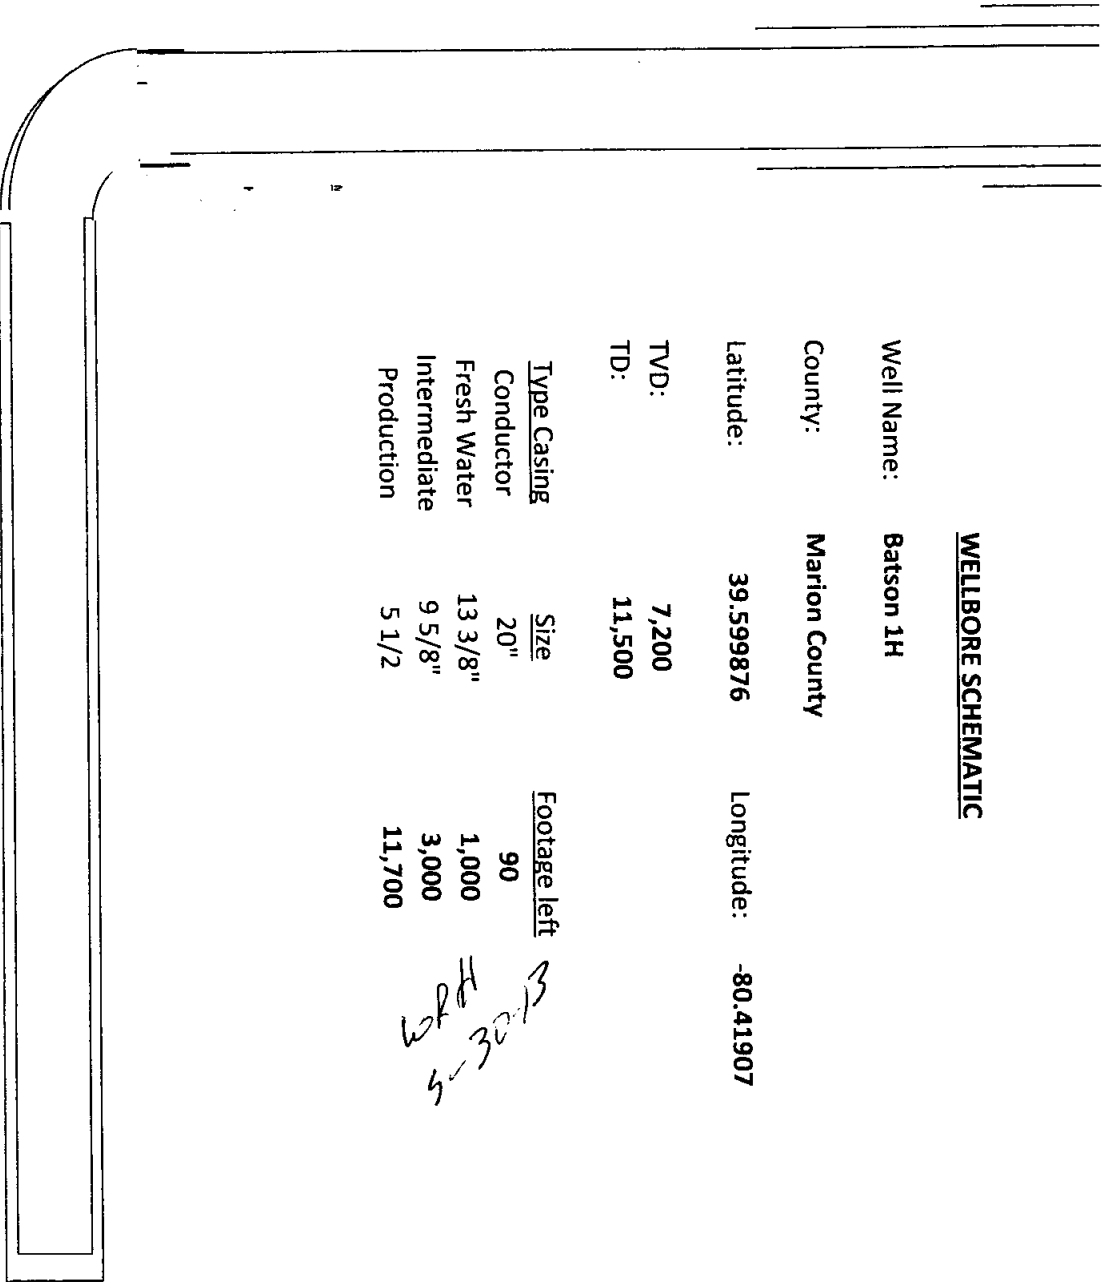 WELLBORE SCHEMATIC
Well Name: Batson 1H
County: Marion County
Latitude: 39.599876 Longitude: -80.41907
TVD: 7,200
TD: 11,500
Type Casing Size Footage left
Conductor 20" 90
Fresh Water 13 3/8" 1,000
Intermediate 9 5/8" 3,000
Production 5 1/2 11,700
WRH
5-30-13